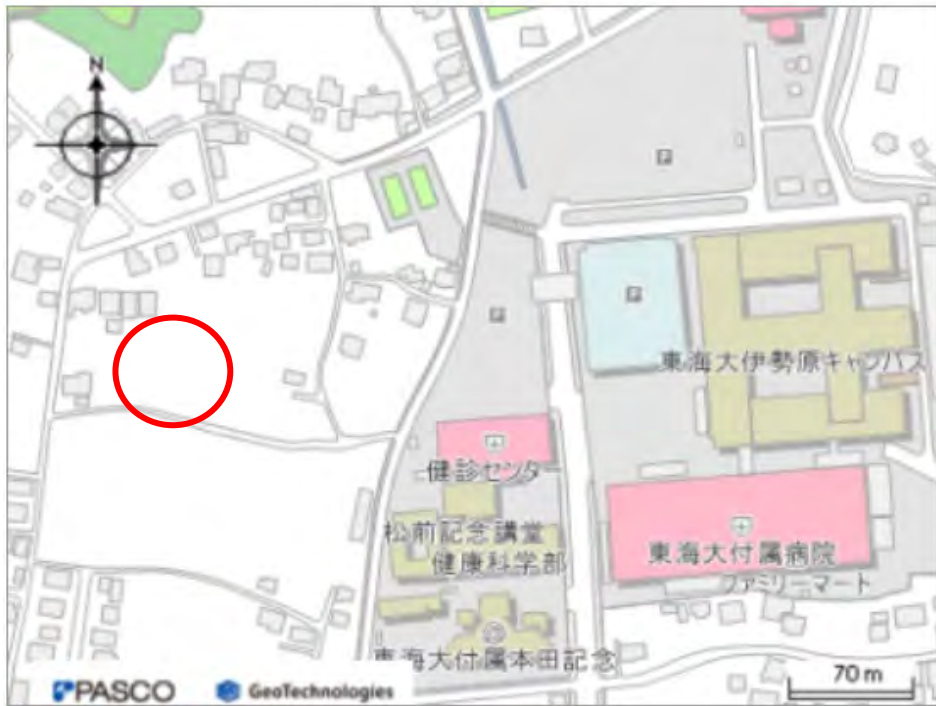 N
P
P
P
東海大伊勢原キャンパス
健診センター
松前記念講堂
健康科学部
東海大付属病院
ファミリーマート
東海大付属本田記念
70 m
PASCO
GeoTechnologies